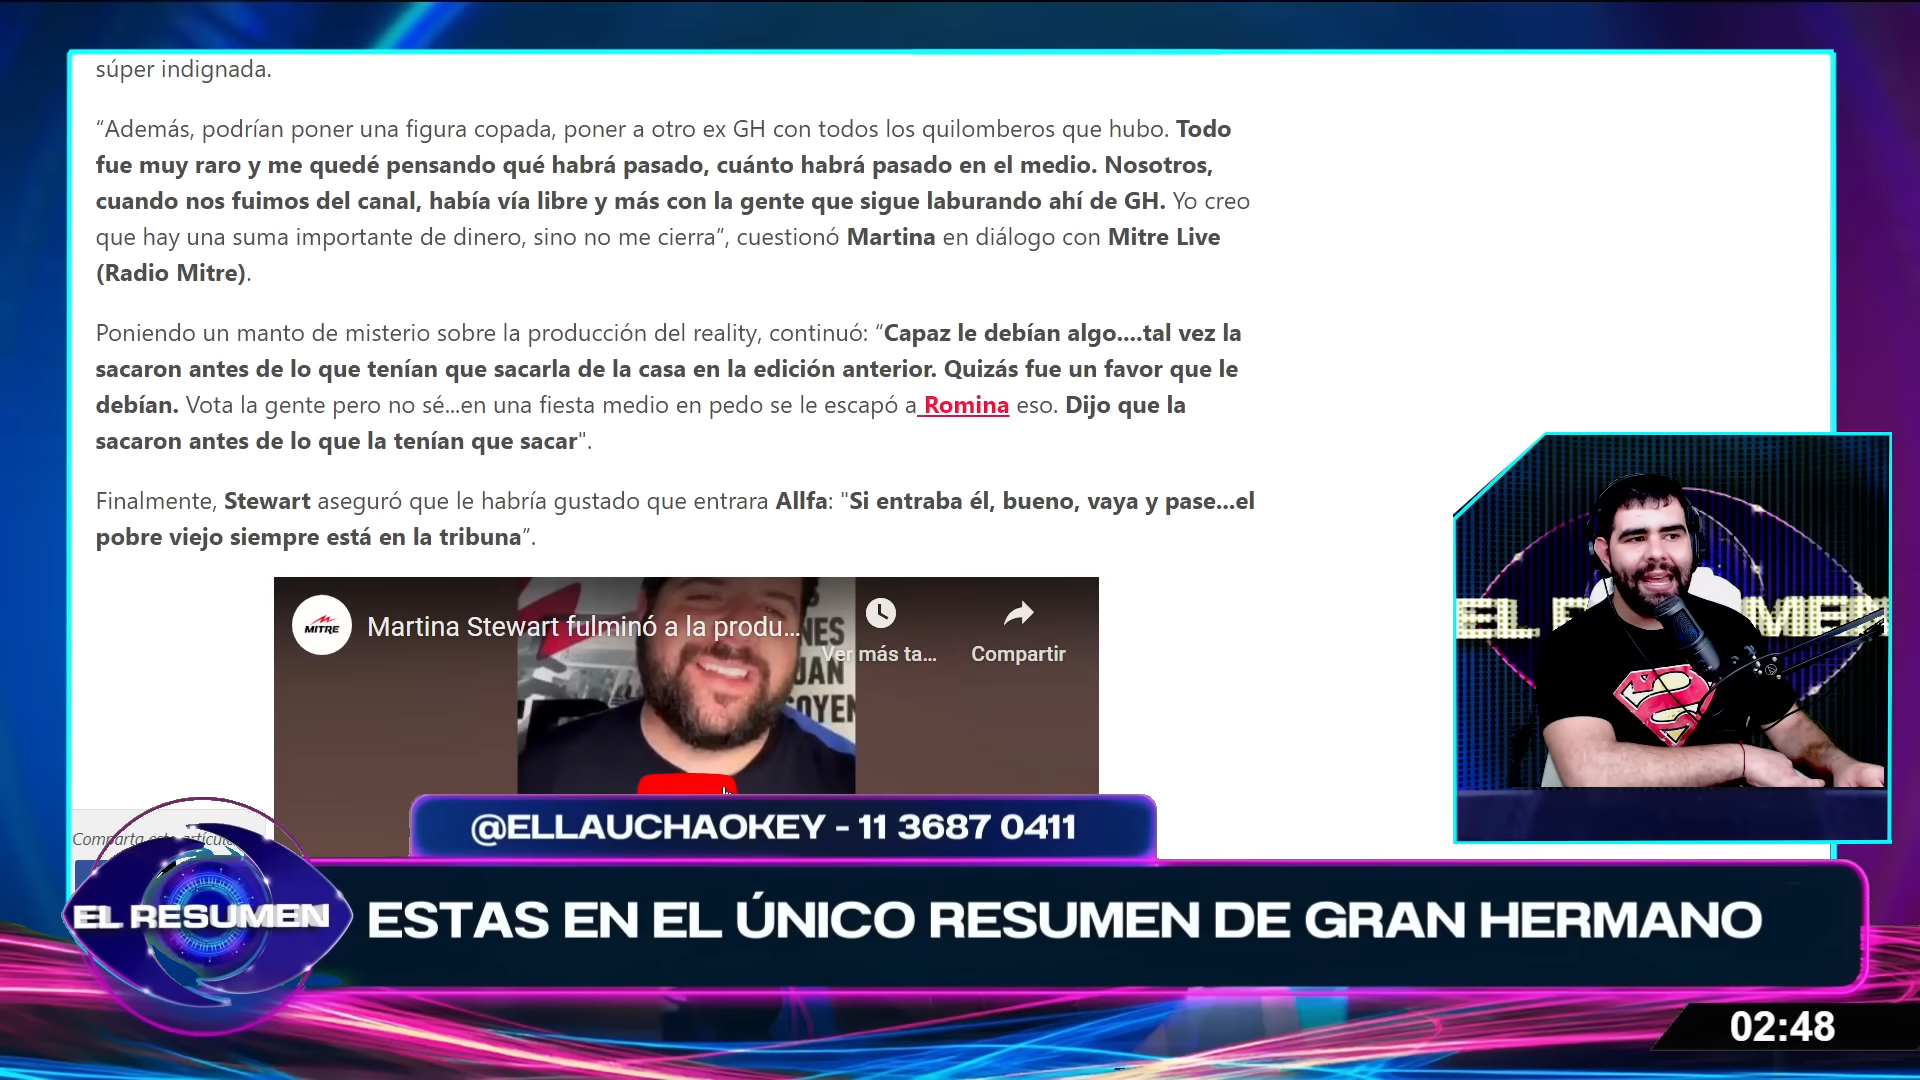 súper indignada.
“Además, podrían poner una figura copada, poner a otro ex GH con todos los quilomberos que hubo. Todo
fue muy raro y me quedé pensando qué habrá pasado, cuánto habrá pasado en el medio. Nosotros,
cuando nos fuimos del canal, había vía libre y más con la gente que sigue laburando ahí de GH. Yo creo
que hay una suma importante de dinero, sino no me cierra”, cuestionó Martina en diálogo con Mitre Live
(Radio Mitre).
Poniendo un manto de misterio sobre la producción del reality, continuó: “Capaz le debían algo....tal vez la
sacaron antes de lo que tenían que sacarla de la casa en la edición anterior. Quizás fue un favor que le
debían. Vota la gente pero no sé...en una fiesta medio en pedo se le escapó a Romina eso. Dijo que la
sacaron antes de lo que la tenían que sacar".
Finalmente, Stewart aseguró que le habría gustado que entrara Allfa: "Si entraba él, bueno, vaya y pase...el
pobre viejo siempre está en la tribuna”.
MITRE
Martina Stewart fulminó a la produ...
Ver más ta...
Compartir
EL RESUMEN
Comparta este artículo
@ELLAUCHAOKEY - 11 3687 0411
EL RESUMEN
ESTAS EN EL ÚNICO RESUMEN DE GRAN HERMANO
02:48